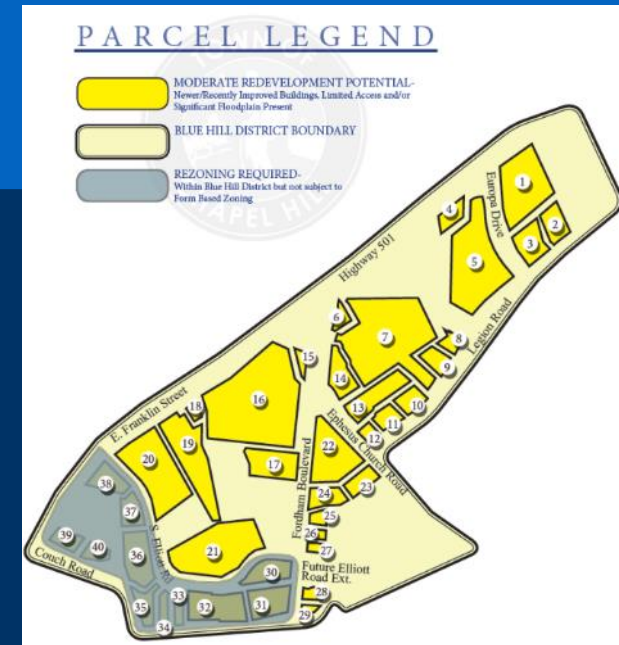 PARCEL LEGEND
MODERATE REDEVELOPMENT POTENTIAL-
Newer/Recently Improved Buildings, Limited Access and/or
Significant Floodplain Present
BLUE HILL DISTRICT BOUNDARY
REZONING REQUIRED-
Within Blue Hill District but not subject to
Form Based Zoning
TOWN OF
CHAPEL HILL
Highway 501
Europa Drive
Legion Road
E. Franklin Street
Ephesus Church Road
Fordham Boulevard
S. Elliott Rd
Couch Road
Future Elliott
Road Ext.
1
2
3
4
5
6
7
8
9
10
11
12
13
14
15
16
17
18
19
20
21
22
23
24
25
26
27
28
29
30
31
32
33
34
35
36
37
38
39
40